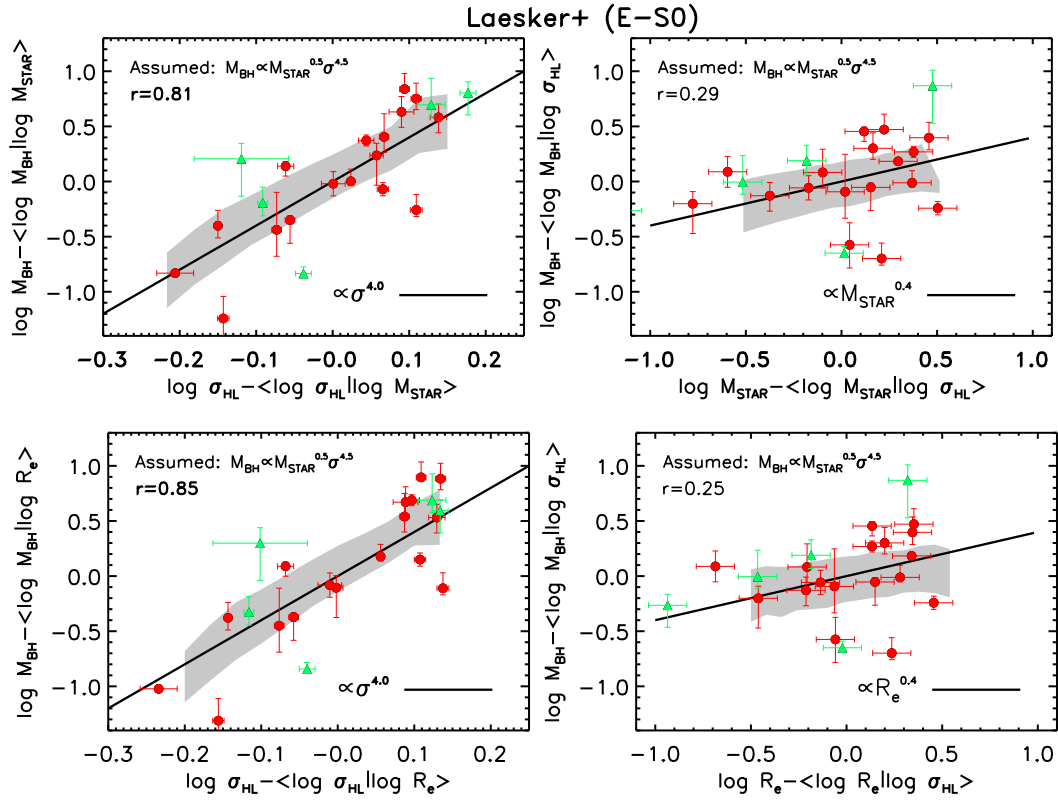 Laesker+ (E-S0)
Assumed: M_BH∝M_STAR^0.5σ^4.5
r=0.81
∝σ^4.0
1.0
0.5
0.0
-0.5
-1.0
-0.3 -0.2 -0.1 -0.0 0.1 0.2
log M_BH-<log M_BH|log M_STAR>
log σ_HL-<log σ_HL|log M_STAR>
Assumed: M_BH∝M_STAR^0.5σ^4.5
r=0.29
∝M_STAR^0.4
1.0
0.5
0.0
-0.5
-1.0
-1.0 -0.5 0.0 0.5 1.0
log M_BH-<log M_BH|log σ_HL>
log M_STAR-<log M_STAR|log σ_HL>
Assumed: M_BH∝M_STAR^0.5σ^4.5
r=0.85
∝σ^4.0
1.0
0.5
0.0
-0.5
-1.0
-0.3 -0.2 -0.1 -0.0 0.1 0.2
log M_BH-<log M_BH|log R_e>
log σ_HL-<log σ_HL|log R_e>
Assumed: M_BH∝M_STAR^0.5σ^4.5
r=0.25
∝R_e^0.4
1.0
0.5
0.0
-0.5
-1.0
-1.0 -0.5 0.0 0.5 1.0
log M_BH-<log M_BH|log σ_HL>
log R_e-<log R_e|log σ_HL>